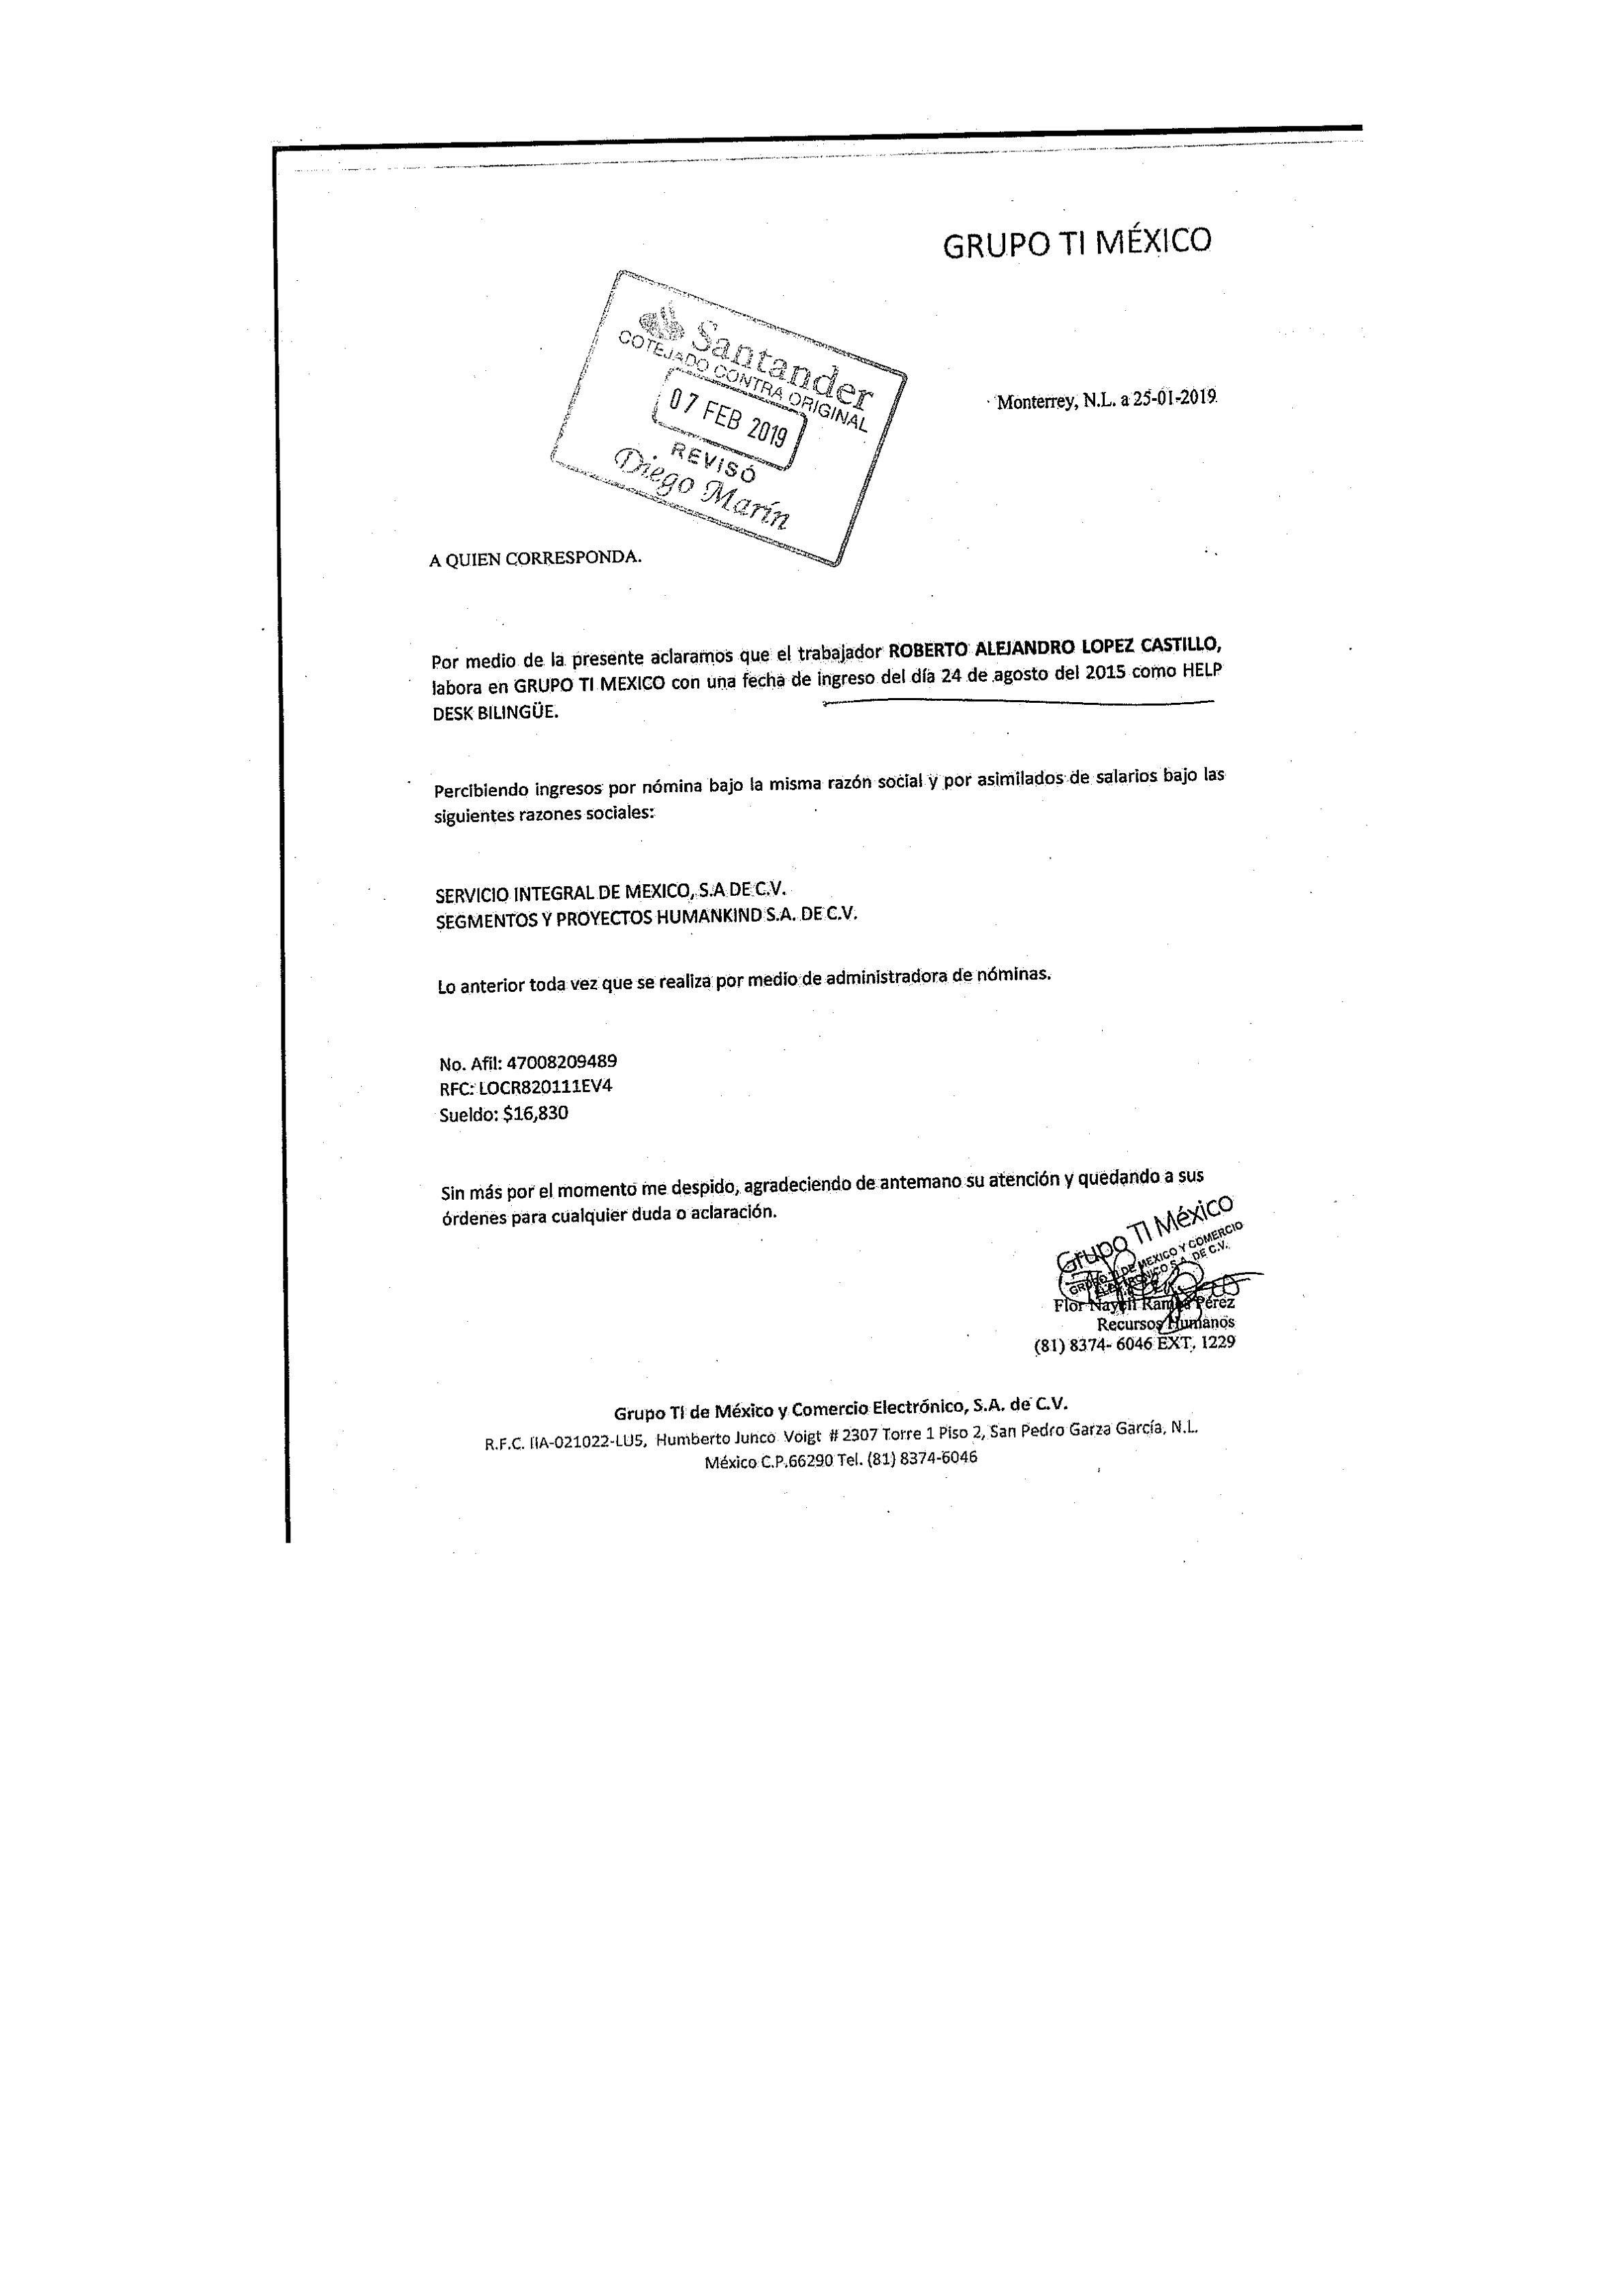 GRUPO TI MÉXICO
Santander
COTEJADO CONTRA ORIGINAL
07 FEB 2019
REVISÓ
Diego Marín
Monterrey, N.L. a 25-01-2019
A QUIEN CORRESPONDA.
Por medio de la presente aclaramos que el trabajador ROBERTO ALEJANDRO LOPEZ CASTILLO,
labora en GRUPO TI MEXICO con una fecha de ingreso del día 24 de agosto del 2015 como HELP
DESK BILINGÜE.
Percibiendo ingresos por nómina bajo la misma razón social y por asimilados de salarios bajo las
siguientes razones sociales:
SERVICIO INTEGRAL DE MEXICO, S.A DE C.V.
SEGMENTOS Y PROYECTOS HUMANKIND S.A. DE C.V.
Lo anterior toda vez que se realiza por medio de administradora de nóminas.
No. Afil: 47008209489
RFC: LOCR820111EV4
Sueldo: $16,830
Sin más por el momento me despido, agradeciendo de antemano su atención y quedando a sus
órdenes para cualquier duda o aclaración.
Grupo TI México
GRUPO TI DE MEXICO Y COMERCIO
ELECTRONICO S.A. DE C.V.
Flor Pérez
Recursos Humanos
(81) 8374- 6046 EXT. 1229
Grupo TI de México y Comercio Electrónico, S.A. de C.V.
R.F.C. -021022-LU5, Humberto Junco Voigt # 2307 Torre 1 Piso 2, San Pedro Garza García, N.L.
México C.P.66290 Tel. (81) 8374-6046